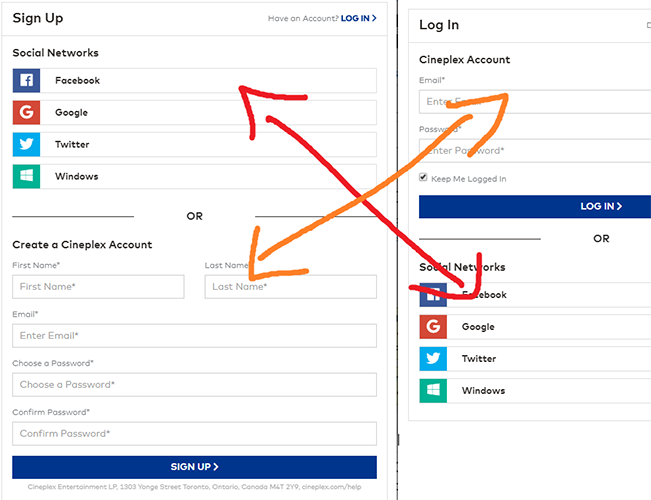 Sign Up
Have an Account? LOG IN >
Social Networks
Facebook
Google
Twitter
Windows
OR
Create a Cineplex Account
First Name* Last Name*
First Name* Last Name*
Email*
Enter Email*
Choose a Password*
Choose a Password*
Confirm Password*
Confirm Password*
SIGN UP >
Cineplex Entertainment LP, 1303 Yonge Street Toronto, Ontario, Canada M4T 2Y9, cineplex.com/help
Log In
Cineplex Account
Email*
Enter
Password*
Enter Password*
Keep Me Logged In
LOG IN >
OR
Social Networks
Facebook
Google
Twitter
Windows